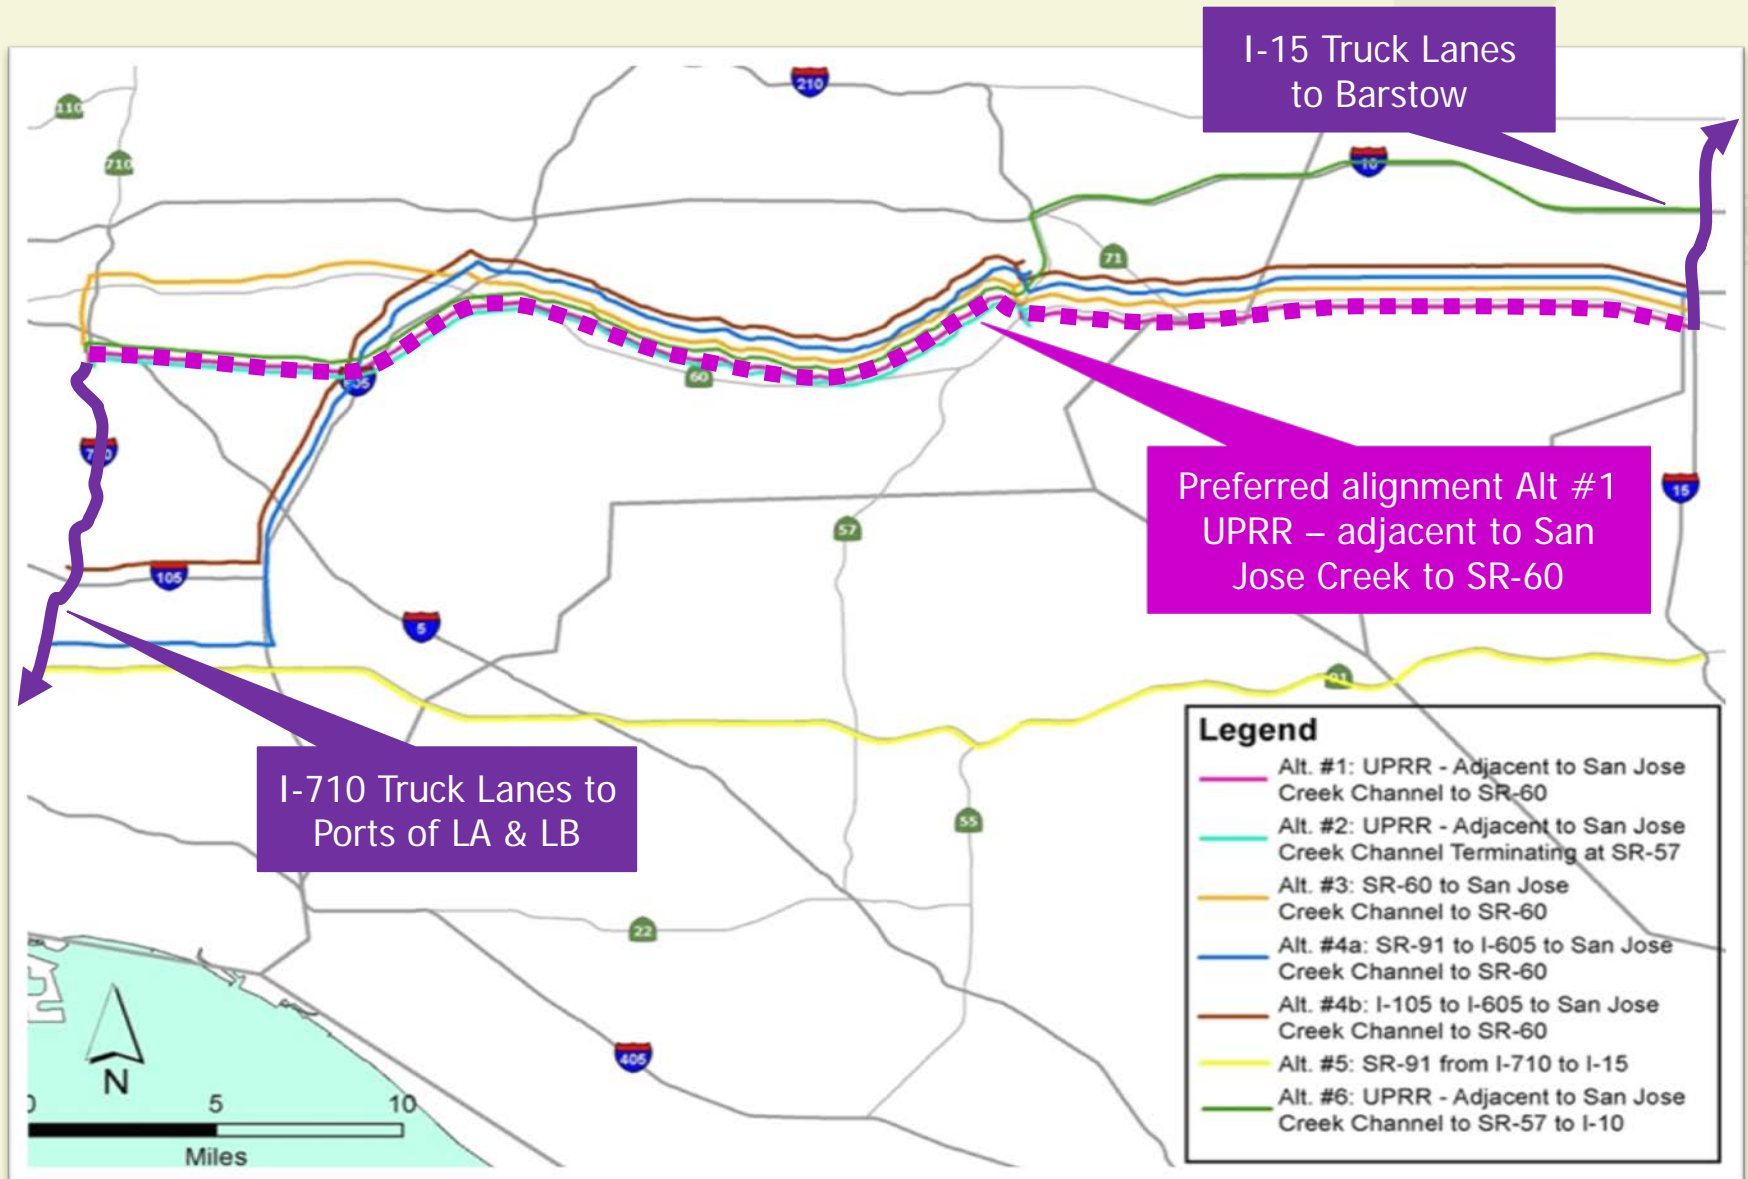 I-15 Truck Lanes
to Barstow
210
110
710
10
71
60
105
57
15
5
Preferred alignment Alt #1
UPRR – adjacent to San
Jose Creek to SR-60
I-710 Truck Lanes to
Ports of LA & LB
91
55
22
405
N
0 5 10
Miles
Legend
Alt. #1: UPRR - Adjacent to San Jose
Creek Channel to SR-60
Alt. #2: UPRR - Adjacent to San Jose
Creek Channel Terminating at SR-57
Alt. #3: SR-60 to San Jose
Creek Channel to SR-60
Alt. #4a: SR-91 to I-605 to San Jose
Creek Channel to SR-60
Alt. #4b: I-105 to I-605 to San Jose
Creek Channel to SR-60
Alt. #5: SR-91 from I-710 to I-15
Alt. #6: UPRR - Adjacent to San Jose
Creek Channel to SR-57 to I-10